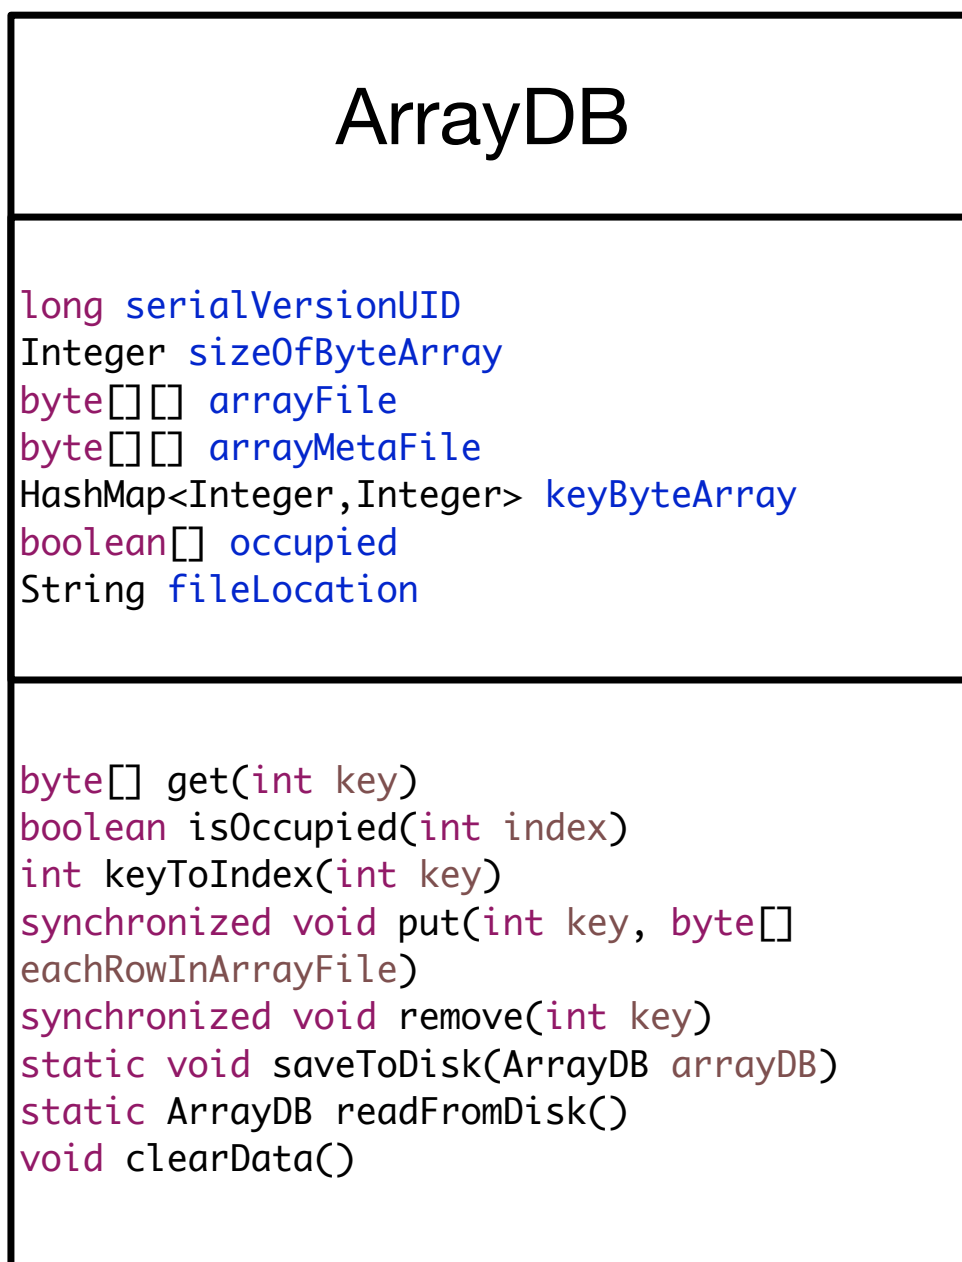 ArrayDB
long serialVersionUID
Integer sizeOfByteArray
byte[][] arrayFile
byte[][] arrayMetaFile
HashMap<Integer,Integer> keyByteArray
boolean[] occupied
String fileLocation
byte[] get(int key)
boolean isOccupied(int index)
int keyToIndex(int key)
synchronized void put(int key, byte[]
eachRowInArrayFile)
synchronized void remove(int key)
static void saveToDisk(ArrayDB arrayDB)
static ArrayDB readFromDisk()
void clearData()